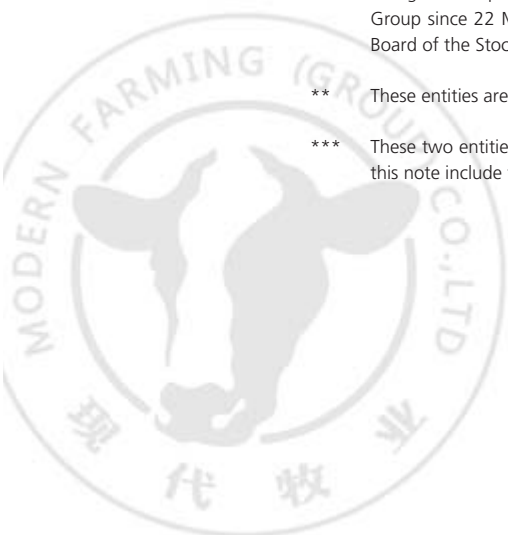 Group since 22 M
Board of the Stoc
** These entities are
*** These two entitie
this note include
MODERN FARMING (GROUP) CO.,LTD
现代牧业